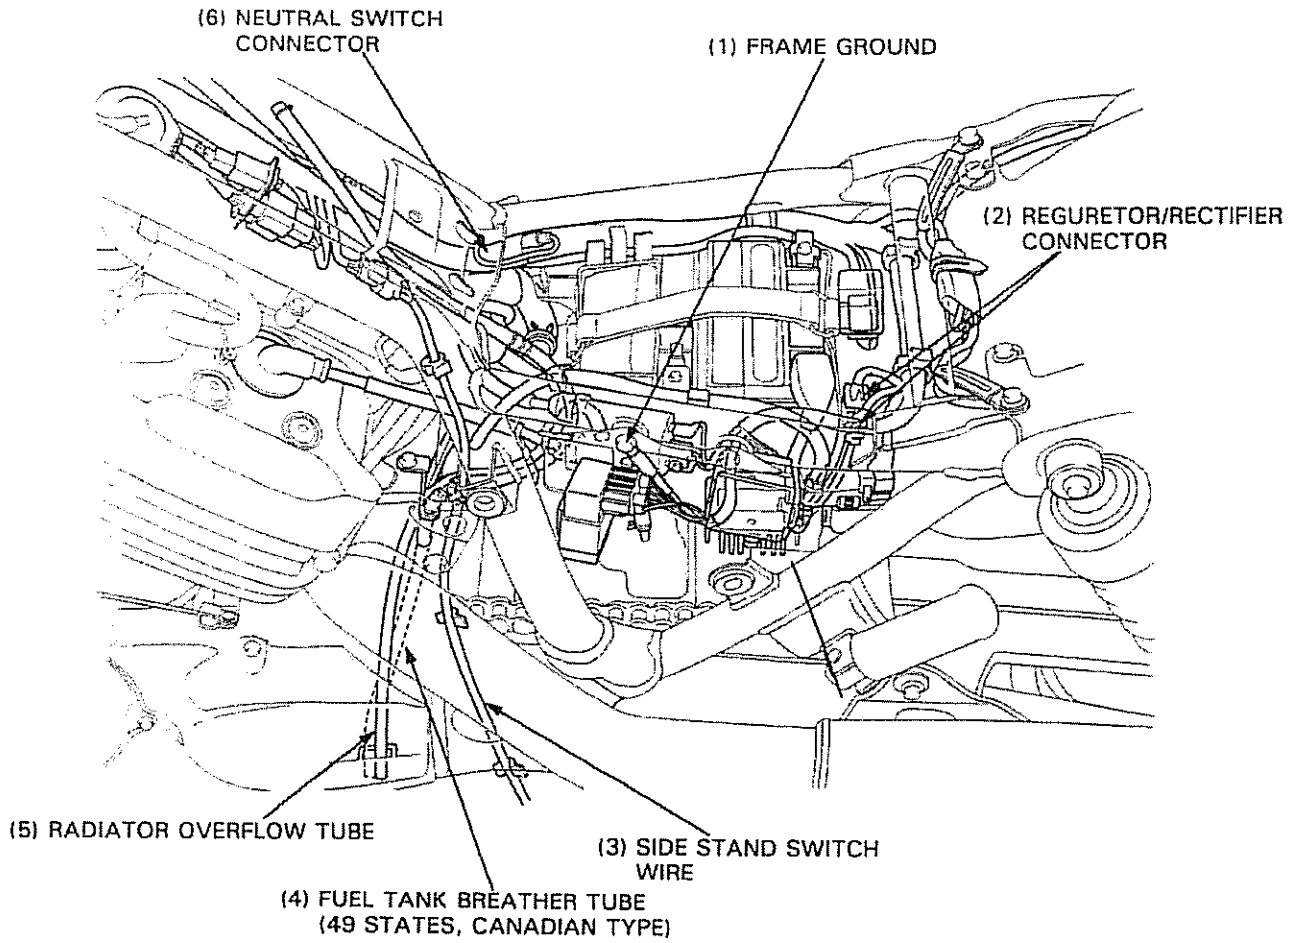 (6) NEUTRAL SWITCH
CONNECTOR
(1) FRAME GROUND
(2) REGURETOR/RECTIFIER
CONNECTOR
(5) RADIATOR OVERFLOW TUBE
(3) SIDE STAND SWITCH
WIRE
(4) FUEL TANK BREATHER TUBE
(49 STATES, CANADIAN TYPE)